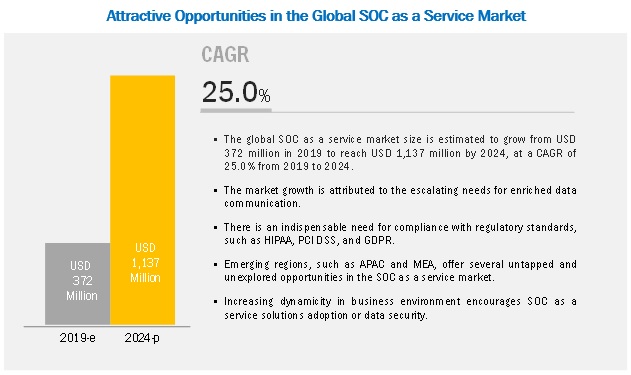 Attractive Opportunities in the Global SOC as a Service Market
CAGR
25.0%
▪ The global SOC as a service market size is estimated to grow from USD
372 million in 2019 to reach USD 1,137 million by 2024, at a CAGR of
25.0% from 2019 to 2024.
▪ The market growth is attributed to the escalating needs for enriched data
communication.
▪ There is an indispensable need for compliance with regulatory standards,
such as HIPAA, PCI DSS, and GDPR.
▪ Emerging regions, such as APAC and MEA, offer several untapped and
unexplored opportunities in the SOC as a service market.
▪ Increasing dynamicity in business environment encourages SOC as a
service solutions adoption or data security.
USD
372
Million
USD
1,137
Million
2019-e
2024-p